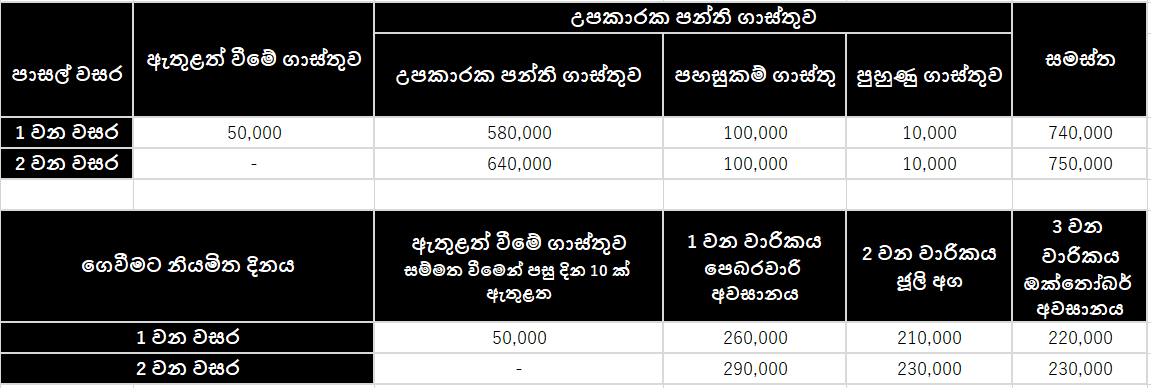 උපකාරක පන්ති ගාස්තුව
පාසල් වසර ඇතුළත් වීමේ ගාස්තුව උපකාරක පන්ති ගාස්තුව පහසුකම් ගාස්තු පුහුණු ගාස්තුව සමස්ත
1 වන වසර 50,000 580,000 100,000 10,000 740,000
2 වන වසර - 640,000 100,000 10,000 750,000
ගෙවීමට නියමිත දිනය
ඇතුළත් වීමේ ගාස්තුව
සම්මත වීමෙන් පසු දින 10 ක්
ඇතුළත
1 වන වාරිකය
පෙබරවාරි
අවසානය
2 වන වාරිකය
ජූලි අග
3 වන
වාරිකය
ඔක්තෝබර්
අවසානය
1 වන වසර 50,000 260,000 210,000 220,000
2 වන වසර - 290,000 230,000 230,000